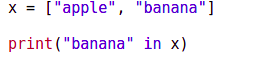 x = ["apple", "banana"]
print("banana" in x)